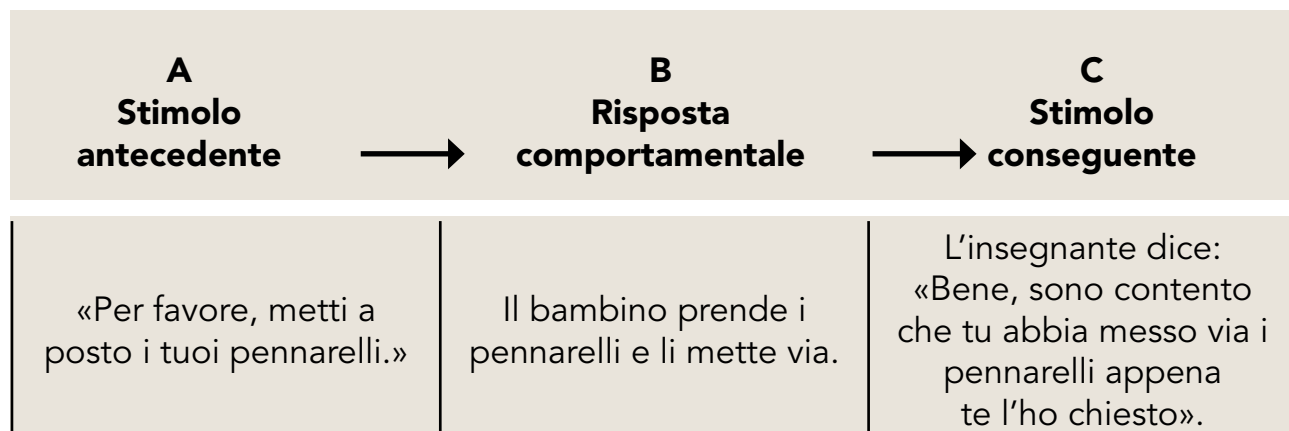 A
Stimolo
antecedente
B
Risposta
comportamentale
C
Stimolo
conseguente
«Per favore, metti a
posto i tuoi pennarelli.»
Il bambino prende i
pennarelli e li mette via.
L'insegnante dice:
«Bene, sono contento
che tu abbia messo via i
pennarelli appena
te l'ho chiesto».